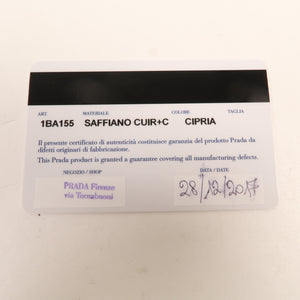 ART. MATERIALE COLORE TAGLIA
1BA155 SAFFIANO CUIR+C CIPRIA
Il presente certificato di autenticità costituisce garanzia del prodotto Prada da
difetti originari di fabbricazione.
This Prada product is granted a guarantee covering all manufacturing defects.
NEGOZIO / SHOP DATA / DATE
PRADA Firenze
via Tornabuoni
28/12/2017